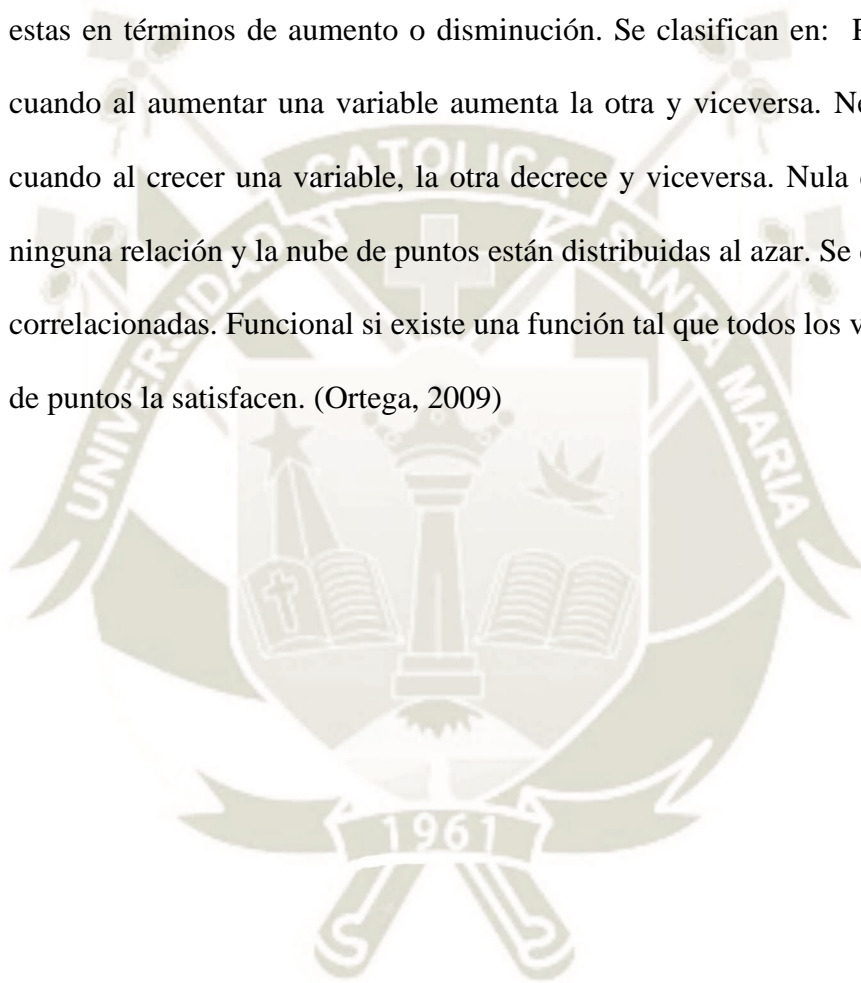 estas en términos de aumento o disminución. Se clasifican en:
cuando al aumentar una variable aumenta la otra y viceversa.
cuando al crecer una variable, la otra decrece y viceversa. Nula
ninguna relación y la nube de puntos están distribuidas al azar. Se
correlacionadas. Funcional si existe una función tal que todos los
de puntos la satisfacen. (Ortega, 2009)
UNIVERSIDAD CATOLICA SANTA MARIA
1961